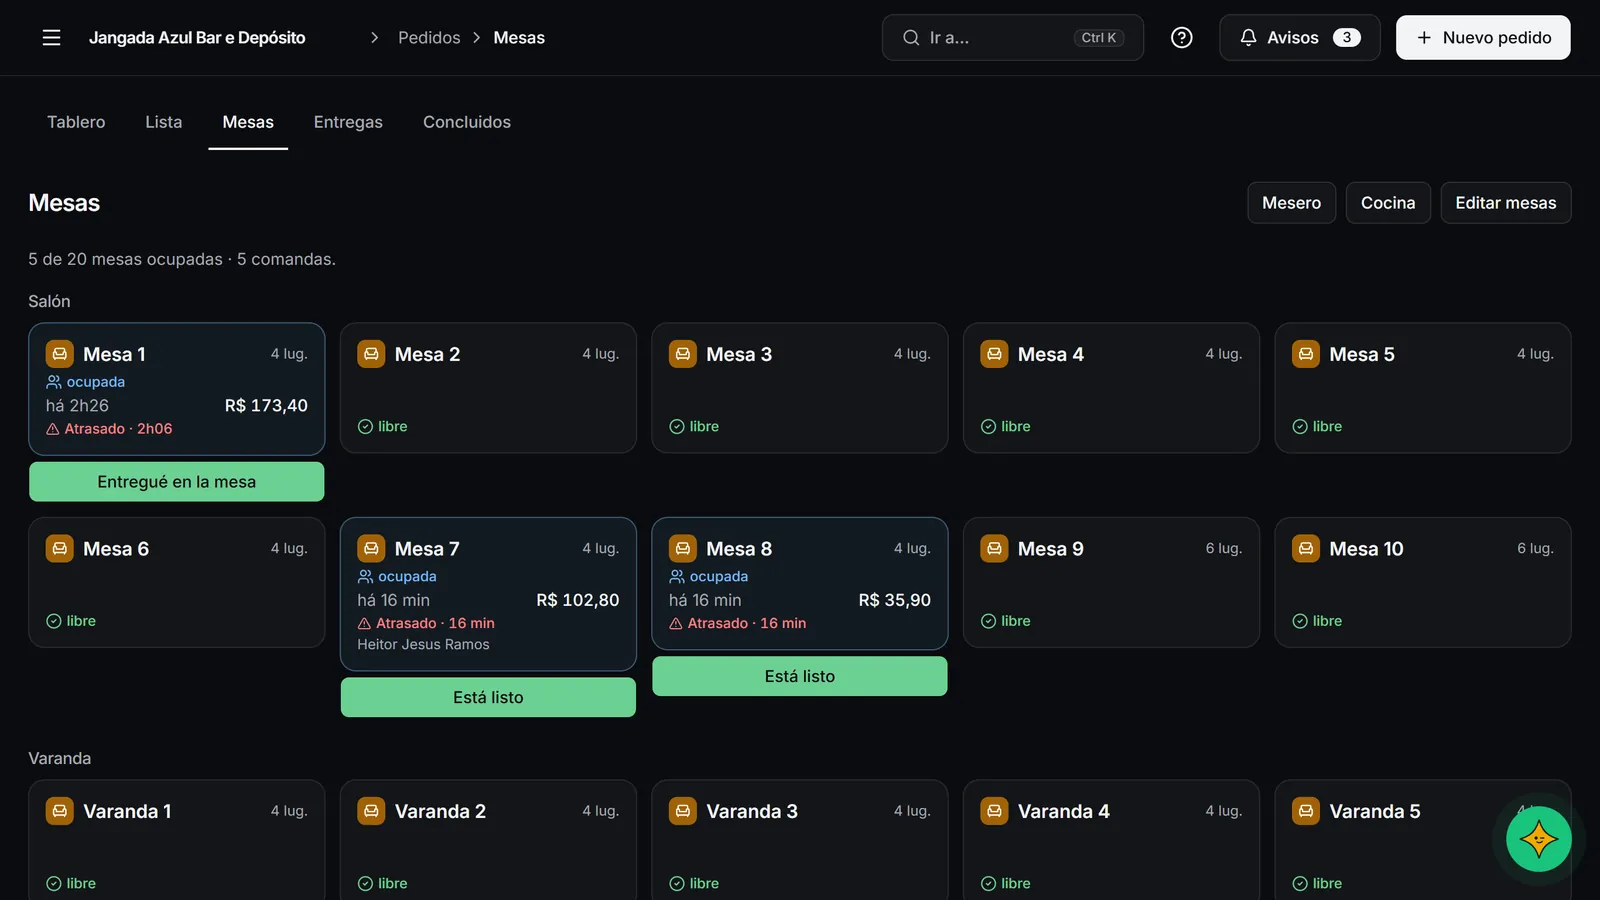 Jangada Azul Bar e Depósito
Pedidos
Mesas
Ir a...
Ctrl K
Avisos
3
Nuevo pedido
Tablero
Lista
Mesas
Entregas
Concluidos
Mesas
Mesero
Cocina
Editar mesas
5 de 20 mesas ocupadas · 5 comandas.
Salón
Mesa 1
4 lug.
ocupada
há 2h26
R$ 173,40
Atrasado · 2h06
Entregué en la mesa
Mesa 2
4 lug.
libre
Mesa 3
4 lug.
libre
Mesa 4
4 lug.
libre
Mesa 5
4 lug.
libre
Mesa 6
4 lug.
libre
Mesa 7
4 lug.
ocupada
há 16 min
R$ 102,80
Atrasado · 16 min
Heitor Jesus Ramos
Está listo
Mesa 8
4 lug.
ocupada
há 16 min
R$ 35,90
Atrasado · 16 min
Está listo
Mesa 9
6 lug.
libre
Mesa 10
6 lug.
libre
Varanda
Varanda 1
4 lug.
libre
Varanda 2
4 lug.
libre
Varanda 3
4 lug.
libre
Varanda 4
4 lug.
libre
Varanda 5
libre